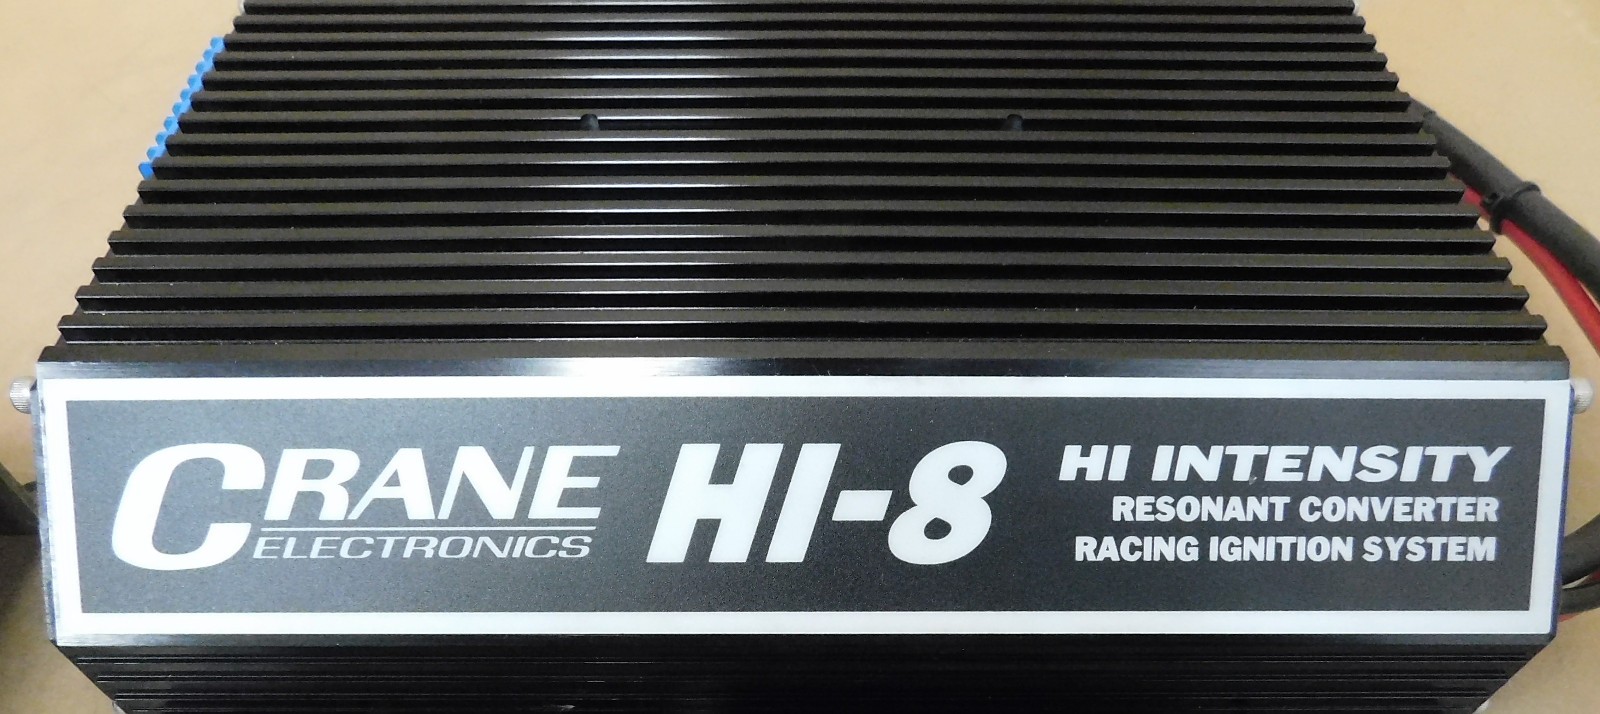 CRANE
ELECTRONICS
HI-8
HI INTENSITY
RESONANT CONVERTER
RACING IGNITION SYSTEM